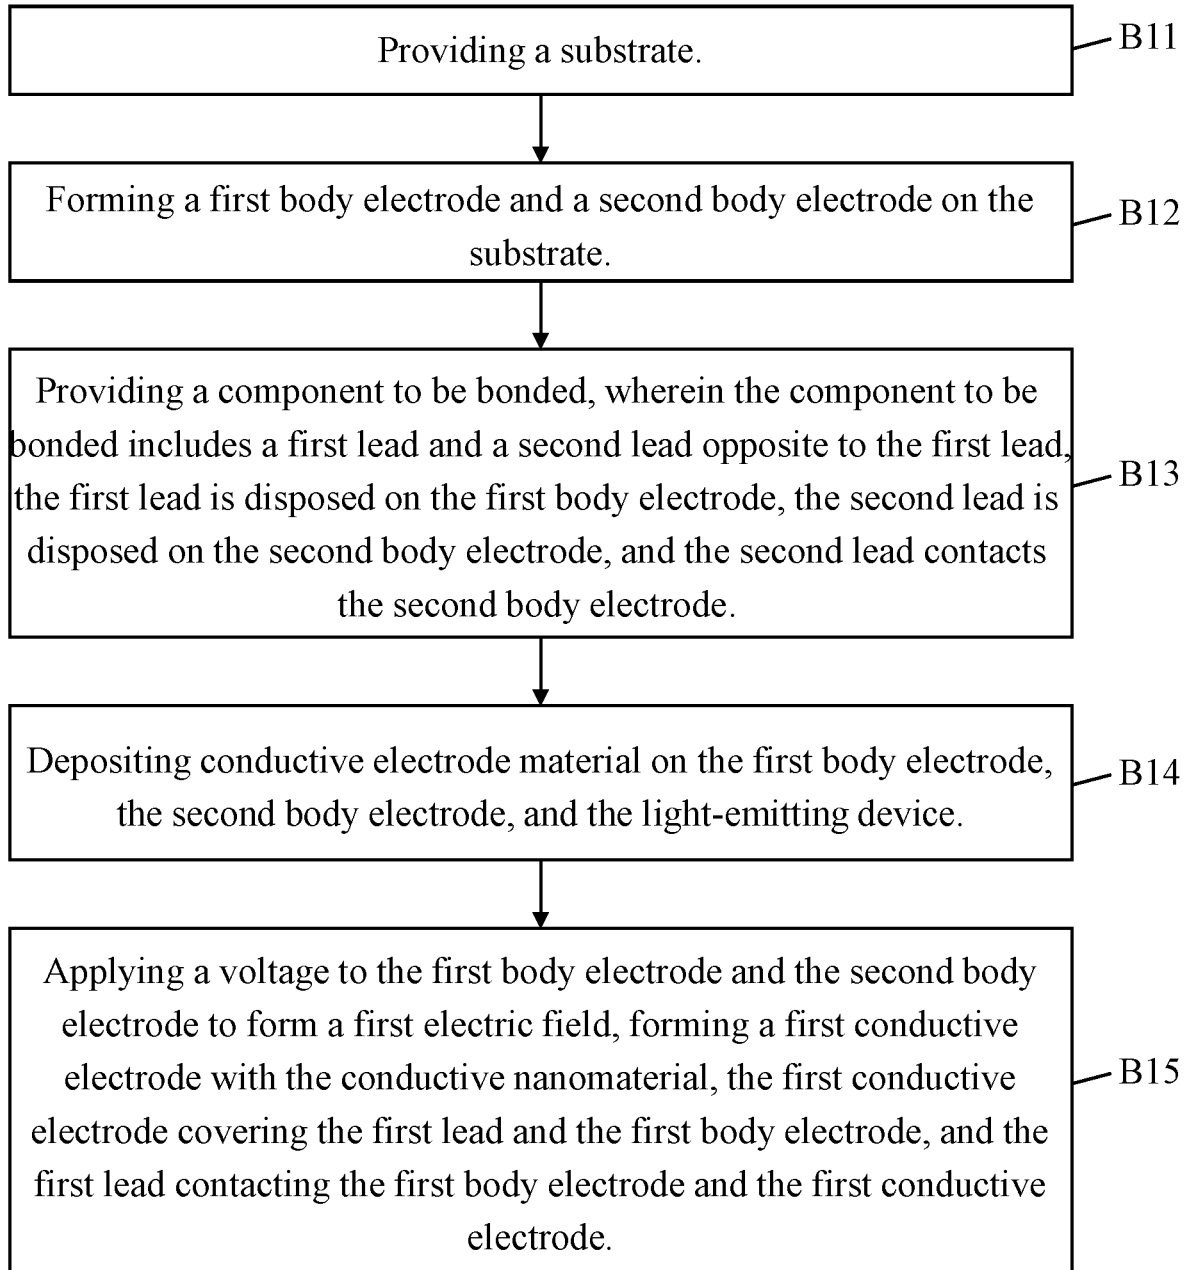 Providing a substrate.
B11
Forming a first body electrode and a second body electrode on the
substrate.
B12
Providing a component to be bonded, wherein the component to be
bonded includes a first lead and a second lead opposite to the first lead,
the first lead is disposed on the first body electrode, the second lead is
disposed on the second body electrode, and the second lead contacts
the second body electrode.
B13
Depositing conductive electrode material on the first body electrode,
the second body electrode, and the light-emitting device.
B14
Applying a voltage to the first body electrode and the second body
electrode to form a first electric field, forming a first conductive
electrode with the conductive nanomaterial, the first conductive
electrode covering the first lead and the first body electrode, and the
first lead contacting the first body electrode and the first conductive
electrode.
B15